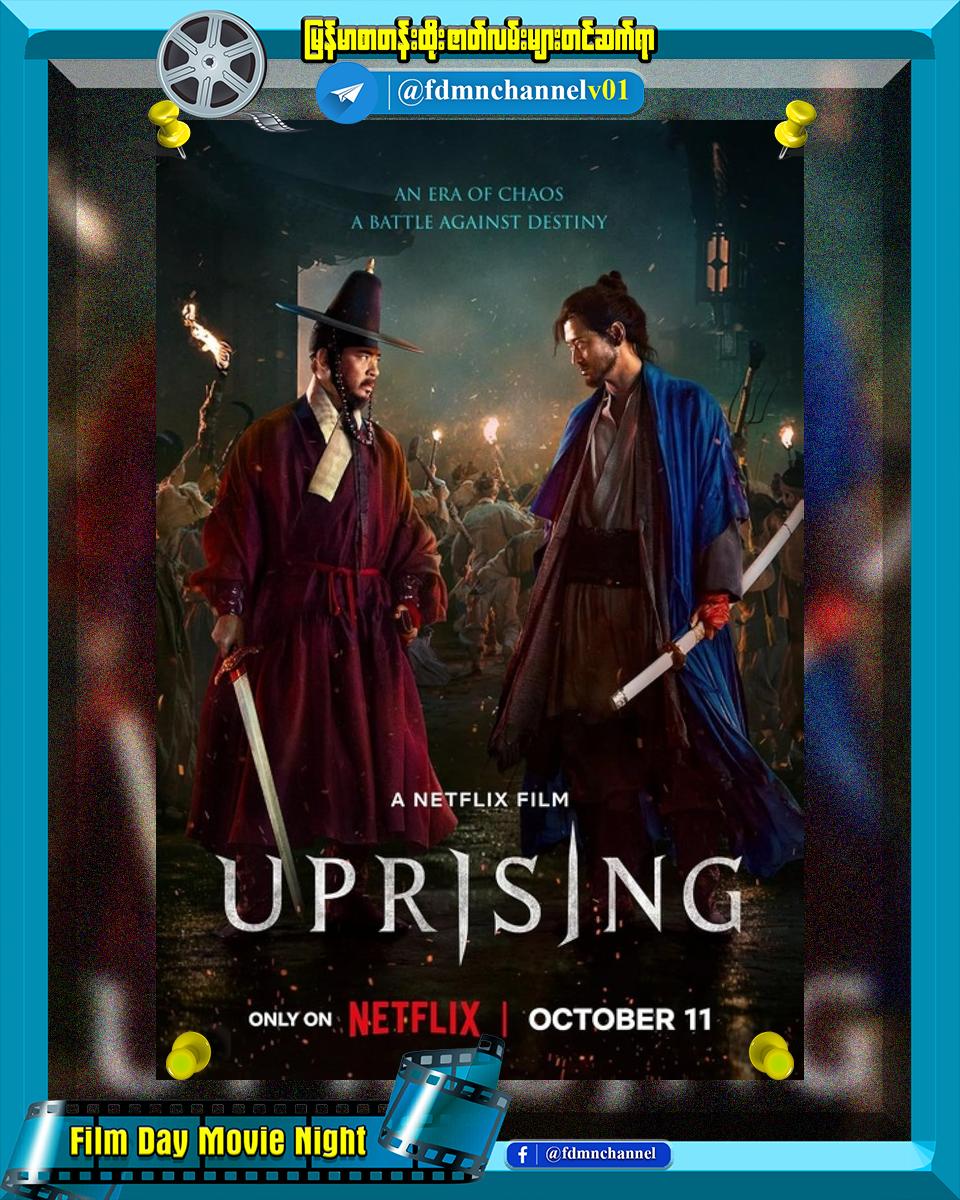 မြန်မာစာတန်းထိုးဇာတ်လမ်းများတင်ဆက်ရာ
@fdmnchannelv01
AN ERA OF CHAOS
A BATTLE AGAINST DESTINY
A NETFLIX FILM
UPRISING
ONLY ON NETFLIX | OCTOBER 11
Film Day Movie Night
f @fdmnchannel